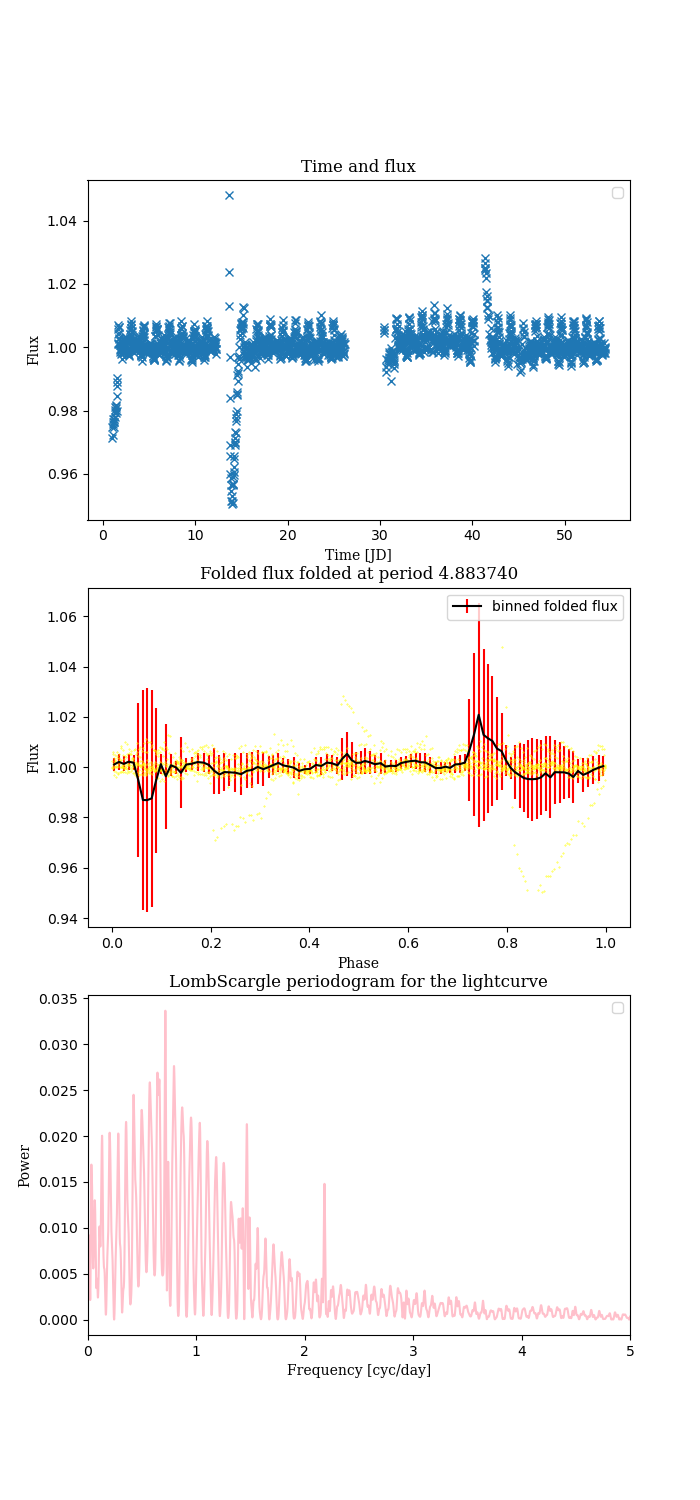 Time and flux
1.04
1.02
1.00
0.98
0.96
Flux
0 10 20 30 40 50
Time [JD]
Folded flux folded at period 4.883740
binned folded flux
1.06
1.04
1.02
1.00
0.98
0.96
0.94
Flux
0.0 0.2 0.4 0.6 0.8 1.0
Phase
LombScargle periodogram for the lightcurve
0.035
0.030
0.025
0.020
0.015
0.010
0.005
0.000
Power
0 1 2 3 4 5
Frequency [cyc/day]